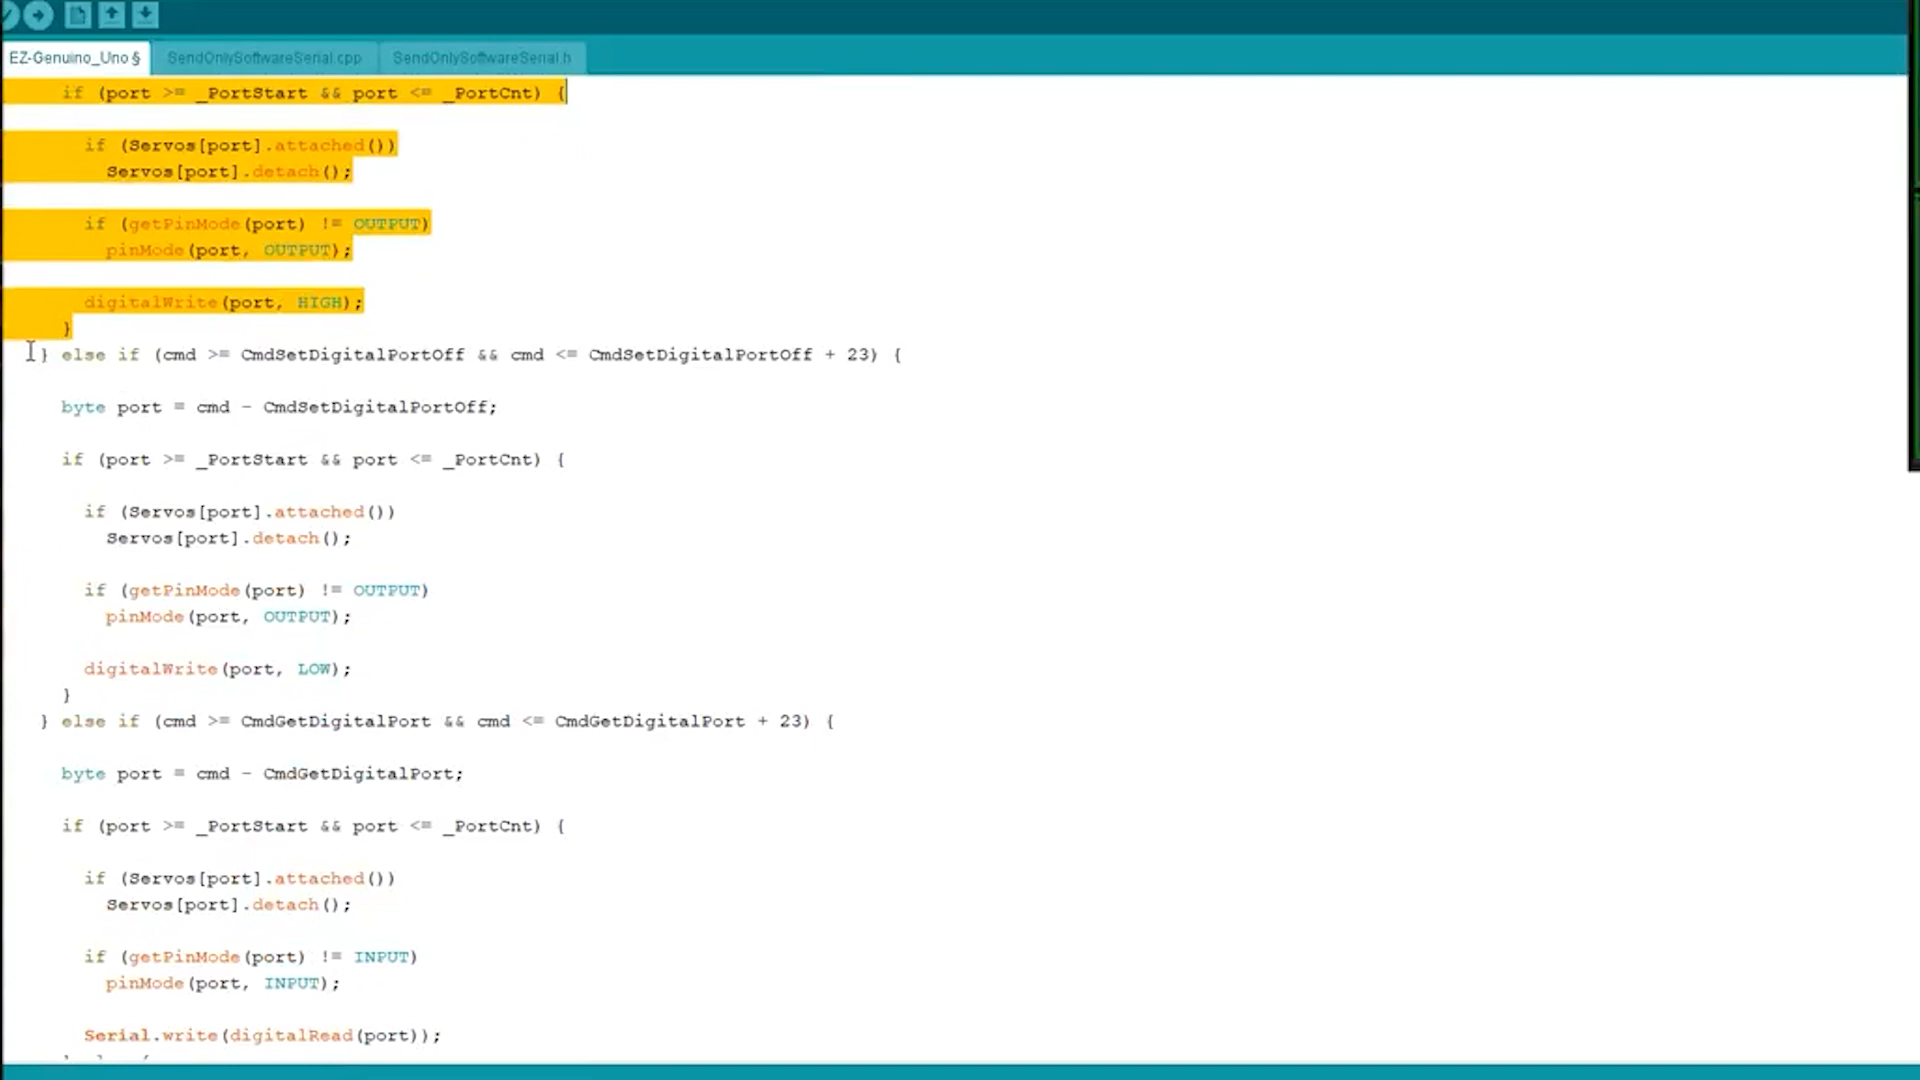 EZ-Genuino_Uno §
SendOnlySoftwareSerial.cpp
SendOnlySoftwareSerial.h
if (port >= _PortStart && port <= _PortCnt) {
if (Servos[port].attached())
Servos[port].detach();
if (getPinMode(port) != OUTPUT)
pinMode(port, OUTPUT);
digitalWrite(port, HIGH);
}
} else if (cmd >= CmdSetDigitalPortOff && cmd <= CmdSetDigitalPortOff + 23) {
byte port = cmd - CmdSetDigitalPortOff;
if (port >= _PortStart && port <= _PortCnt) {
if (Servos[port].attached())
Servos[port].detach();
if (getPinMode(port) != OUTPUT)
pinMode(port, OUTPUT);
digitalWrite(port, LOW);
}
} else if (cmd >= CmdGetDigitalPort && cmd <= CmdGetDigitalPort + 23) {
byte port = cmd - CmdGetDigitalPort;
if (port >= _PortStart && port <= _PortCnt) {
if (Servos[port].attached())
Servos[port].detach();
if (getPinMode(port) != INPUT)
pinMode(port, INPUT);
Serial.write(digitalRead(port));